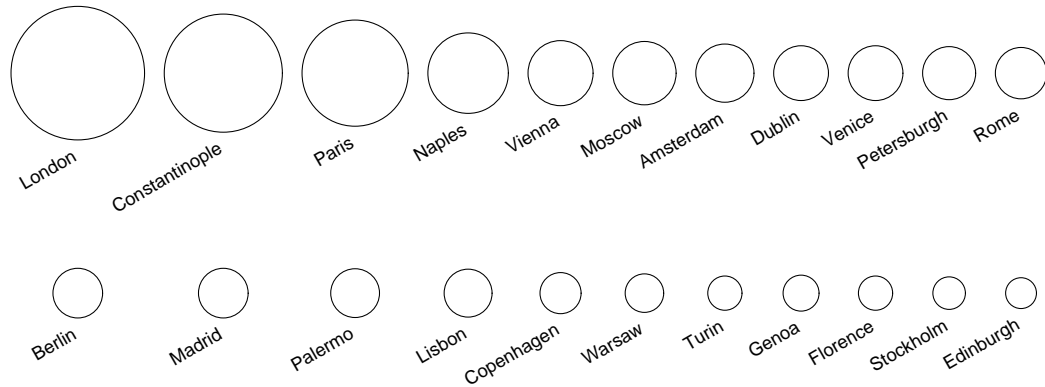 London
Constantinople
Paris
Naples
Vienna
Moscow
Amsterdam
Dublin
Venice
Petersburgh
Rome
Berlin
Madrid
Palermo
Lisbon
Copenhagen
Warsaw
Turin
Genoa
Florence
Stockholm
Edinburgh